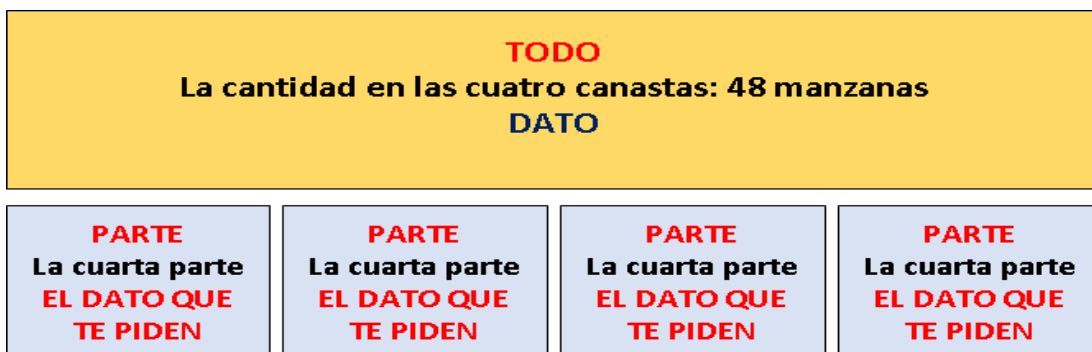 TODO
La cantidad en las cuatro canastas: 48 manzanas
DATO
PARTE
La cuarta parte
EL DATO QUE
TE PIDEN
PARTE
La cuarta parte
EL DATO QUE
TE PIDEN
PARTE
La cuarta parte
EL DATO QUE
TE PIDEN
PARTE
La cuarta parte
EL DATO QUE
TE PIDEN